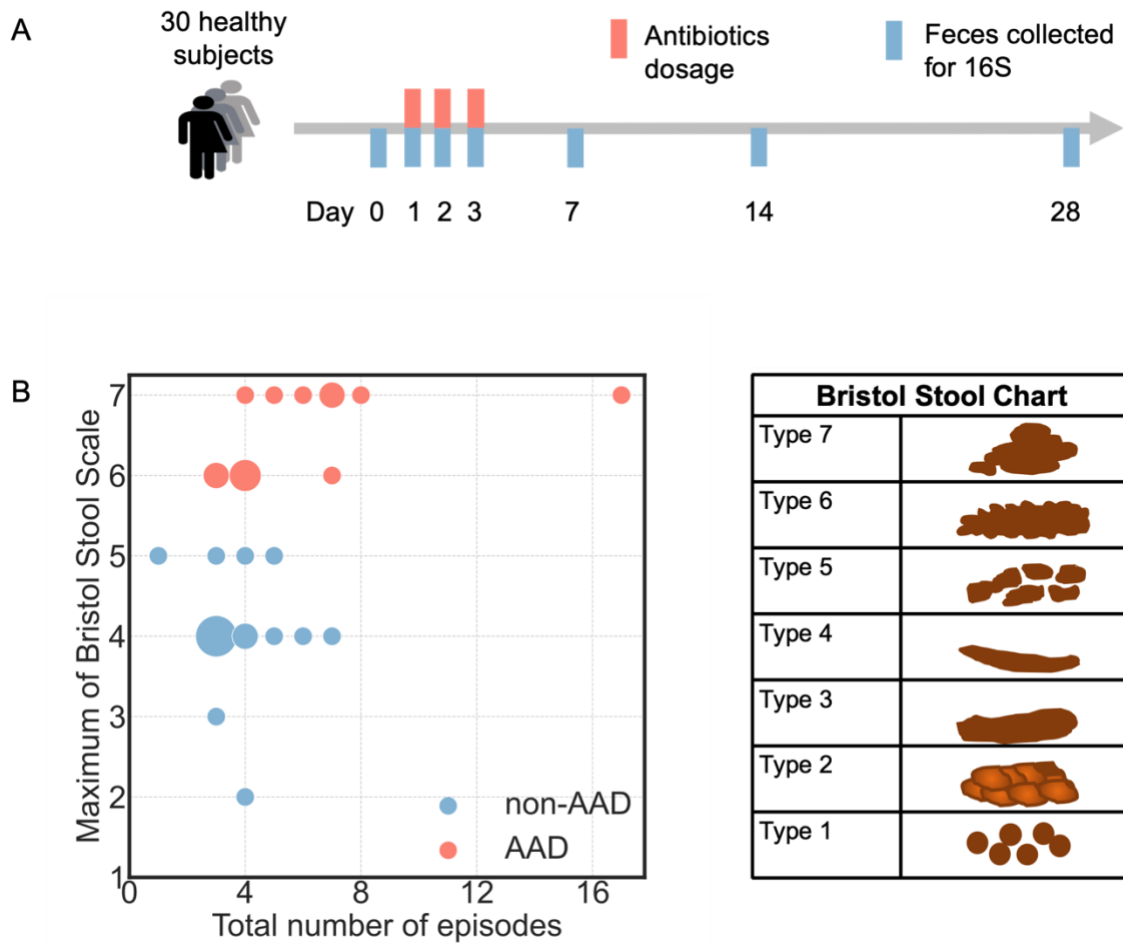 A
30 healthy
subjects
Antibiotics
dosage
Feces collected
for 16S
Day 0 1 2 3 7 14 28
B
Maximum of Bristol Stool Scale
7
6
5
4
3
2
1
0 4 8 12 16
Total number of episodes
non-AAD
AAD
Bristol Stool Chart
Type 7
Type 6
Type 5
Type 4
Type 3
Type 2
Type 1